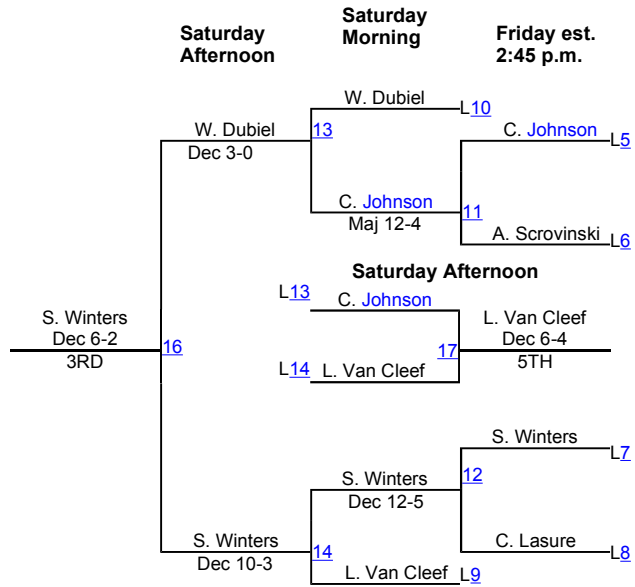 Saturday
Afternoon
Saturday
Morning
Friday est.
2:45 p.m.
W. Dubiel
L10
W. Dubiel
13
C. Johnson
L5
Dec 3-0
C. Johnson
11
Maj 12-4
A. Scrovinski
L6
Saturday Afternoon
L13
C. Johnson
S. Winters
L. Van Cleef
Dec 6-2
16
17
Dec 6-4
3RD
5TH
L14
L. Van Cleef
S. Winters
L7
S. Winters
12
Dec 12-5
S. Winters
14
C. Lasure
L8
Dec 10-3
L. Van Cleef
L9